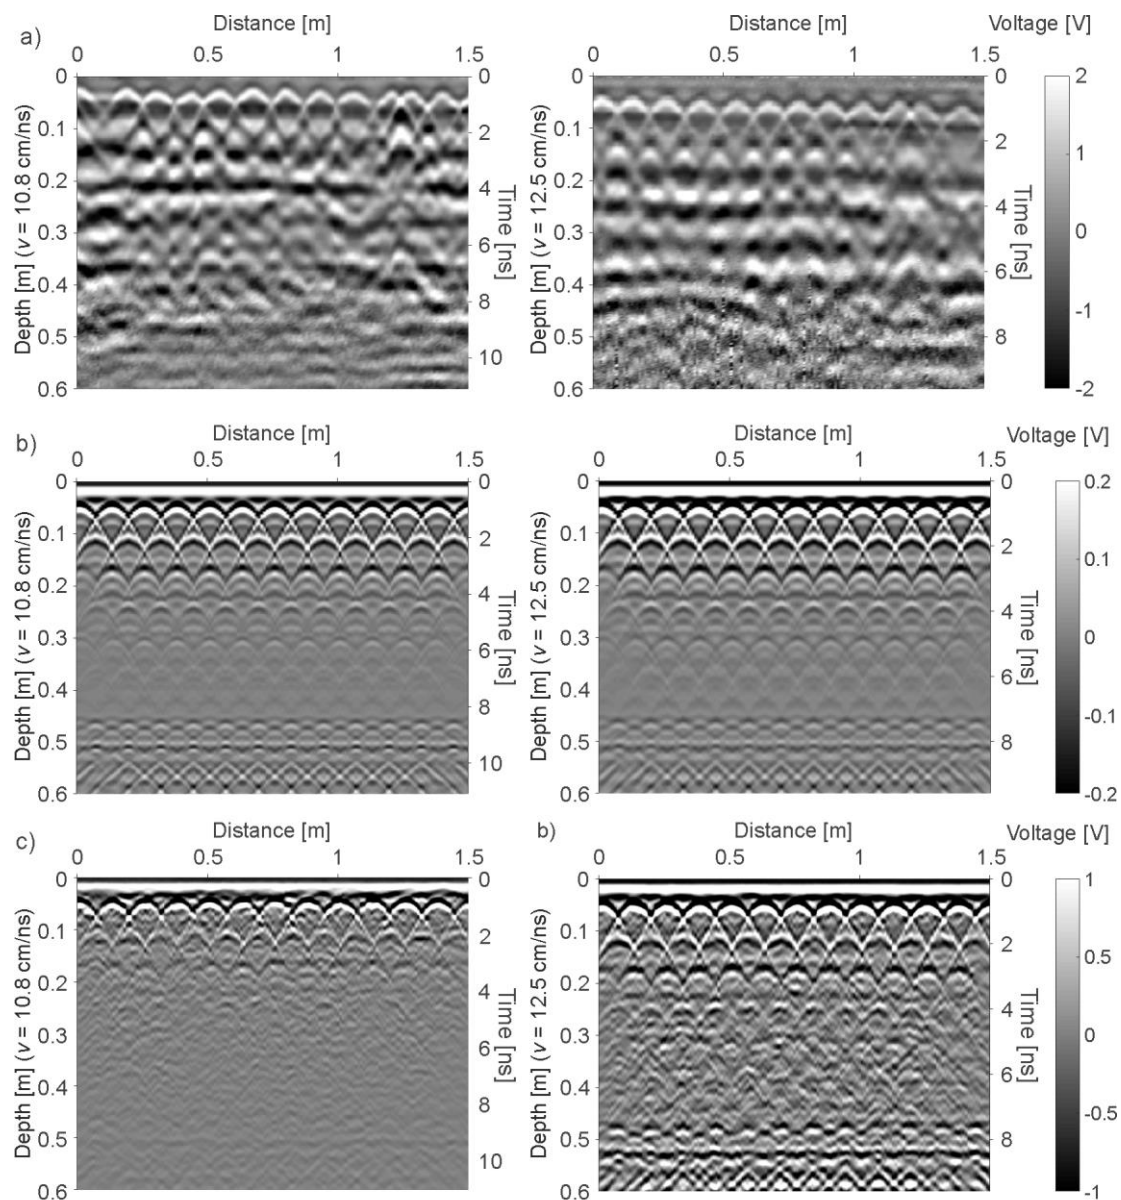 a)
Distance [m]
Distance [m]
Voltage [V]
0 0.5 1 1.5
0 0.5 1 1.5
0 0.1 0.2 0.3 0.4 0.5 0.6
Depth [m] (v = 10.8 cm/ns)
0 2 4 6 8 10
Time [ns]
0 0.1 0.2 0.3 0.4 0.5 0.6
Depth [m] (v = 12.5 cm/ns)
0 2 4 6 8
Time [ns]
2 1 0 -1 -2
b)
Distance [m]
Distance [m]
Voltage [V]
0 0.5 1 1.5
0 0.5 1 1.5
0 0.1 0.2 0.3 0.4 0.5 0.6
Depth [m] (v = 10.8 cm/ns)
0 2 4 6 8 10
Time [ns]
0 0.1 0.2 0.3 0.4 0.5 0.6
Depth [m] (v = 12.5 cm/ns)
0 2 4 6 8
Time [ns]
0.2 0.1 0 -0.1 -0.2
c)
Distance [m]
b)
Distance [m]
Voltage [V]
0 0.5 1 1.5
0 0.5 1 1.5
0 0.1 0.2 0.3 0.4 0.5 0.6
Depth [m] (v = 10.8 cm/ns)
0 2 4 6 8 10
Time [ns]
0 0.1 0.2 0.3 0.4 0.5 0.6
Depth [m] (v = 12.5 cm/ns)
0 2 4 6 8
Time [ns]
1 0.5 0 -0.5 -1